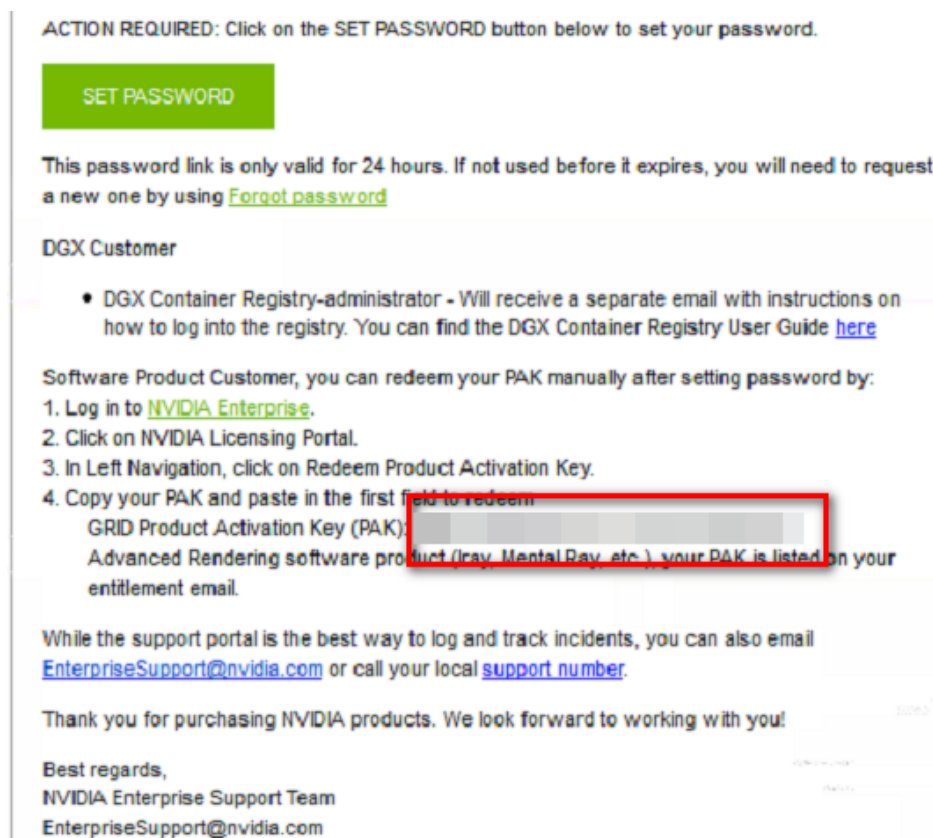 ACTION REQUIRED: Click on the SET PASSWORD button below to set your password.
SET PASSWORD
This password link is only valid for 24 hours. If not used before it expires, you will need to request
a new one by using Forgot password
DGX Customer
• DGX Container Registry-administrator - Will receive a separate email with instructions on
how to log into the registry. You can find the DGX Container Registry User Guide here
Software Product Customer, you can redeem your PAK manually after setting password by:
1. Log in to NVIDIA Enterprise.
2. Click on NVIDIA Licensing Portal.
3. In Left Navigation, click on Redeem Product Activation Key.
4. Copy your PAK and paste in the first field to redeem
GRID Product Activation Key (PAK):
Advanced Rendering software product (Iray, Mental Ray, etc.), your PAK is listed on your
entitlement email.
While the support portal is the best way to log and track incidents, you can also email
EnterpriseSupport@nvidia.com or call your local support number.
Thank you for purchasing NVIDIA products. We look forward to working with you!
Best regards,
NVIDIA Enterprise Support Team
EnterpriseSupport@nvidia.com